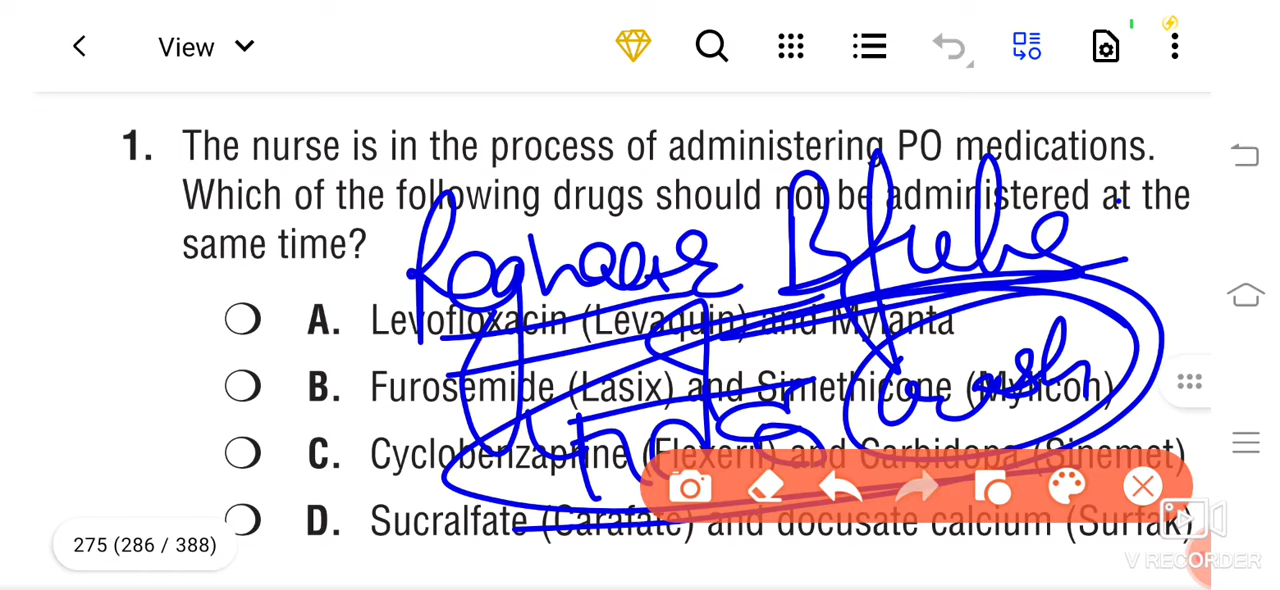 View
1. The nurse is in the process of administering PO medications.
Which of the following drugs should not be administered at the
same time?
A. Levofloxacin (Levaquin) and Mylanta
B. Furosemide (Lasix) and Simethicone (Mylicon)
C. Cyclobenzaprine (Flexeril) and Carbidopa (Sinemet)
D. Sucralfate (Carafate) and docusate calcium (Surfak)
275 (286 / 388)
V RECORDER